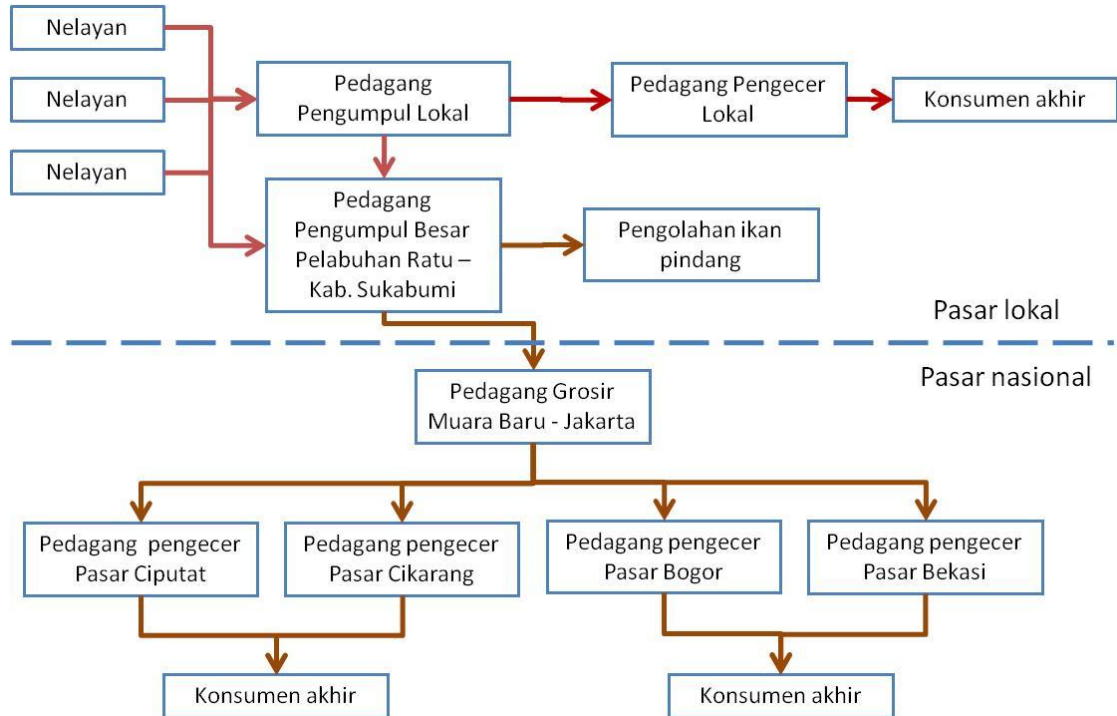 Nelayan
Nelayan
Nelayan
Pedagang
Pengumpul Lokal
Pedagang Pengecer
Lokal
Konsumen akhir
Pedagang
Pengumpul Besar
Pelabuhan Ratu –
Kab. Sukabumi
Pengolahan ikan
pindang
Pasar lokal
Pasar nasional
Pedagang Grosir
Muara Baru - Jakarta
Pedagang pengecer
Pasar Ciputat
Pedagang pengecer
Pasar Cikarang
Pedagang pengecer
Pasar Bogor
Pedagang pengecer
Pasar Bekasi
Konsumen akhir
Konsumen akhir